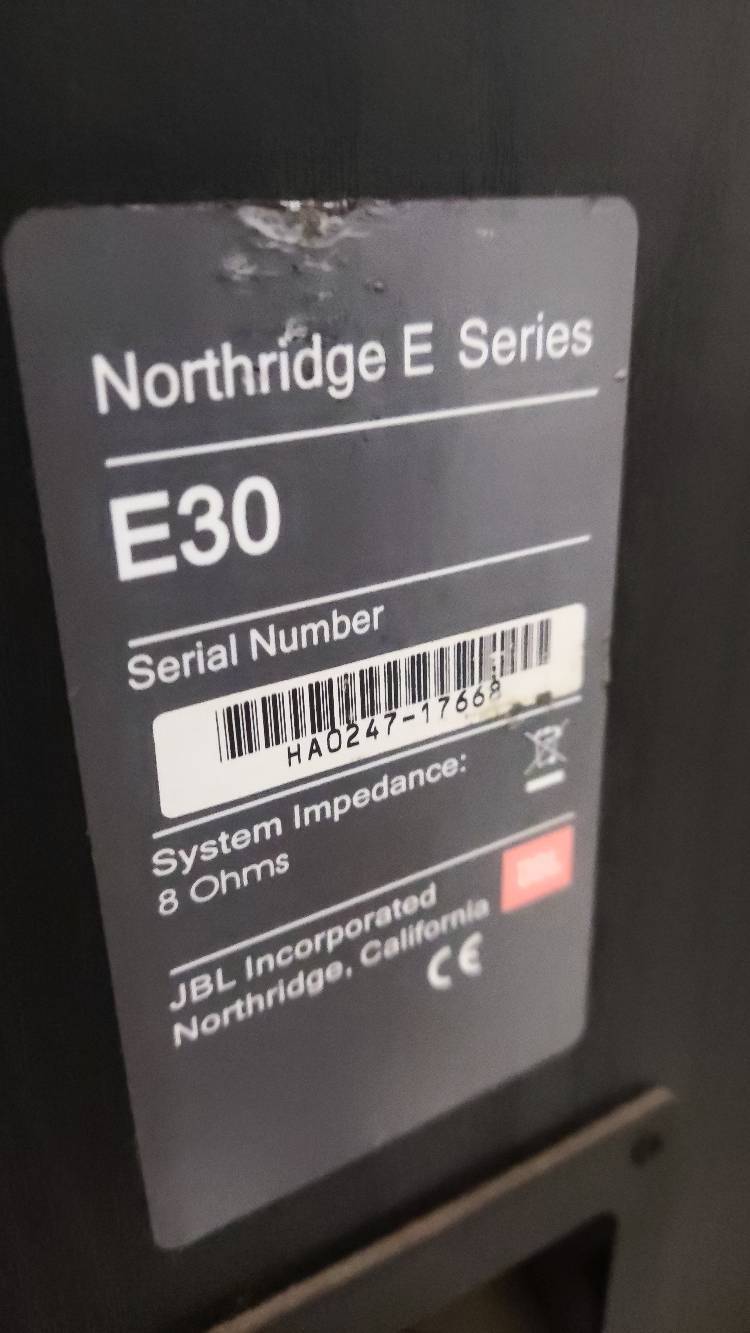 Northridge E Series
E30
Serial Number
HA0247-17668
System Impedance:
8 Ohms
JBL
JBL Incorporated
Northridge, California
CE